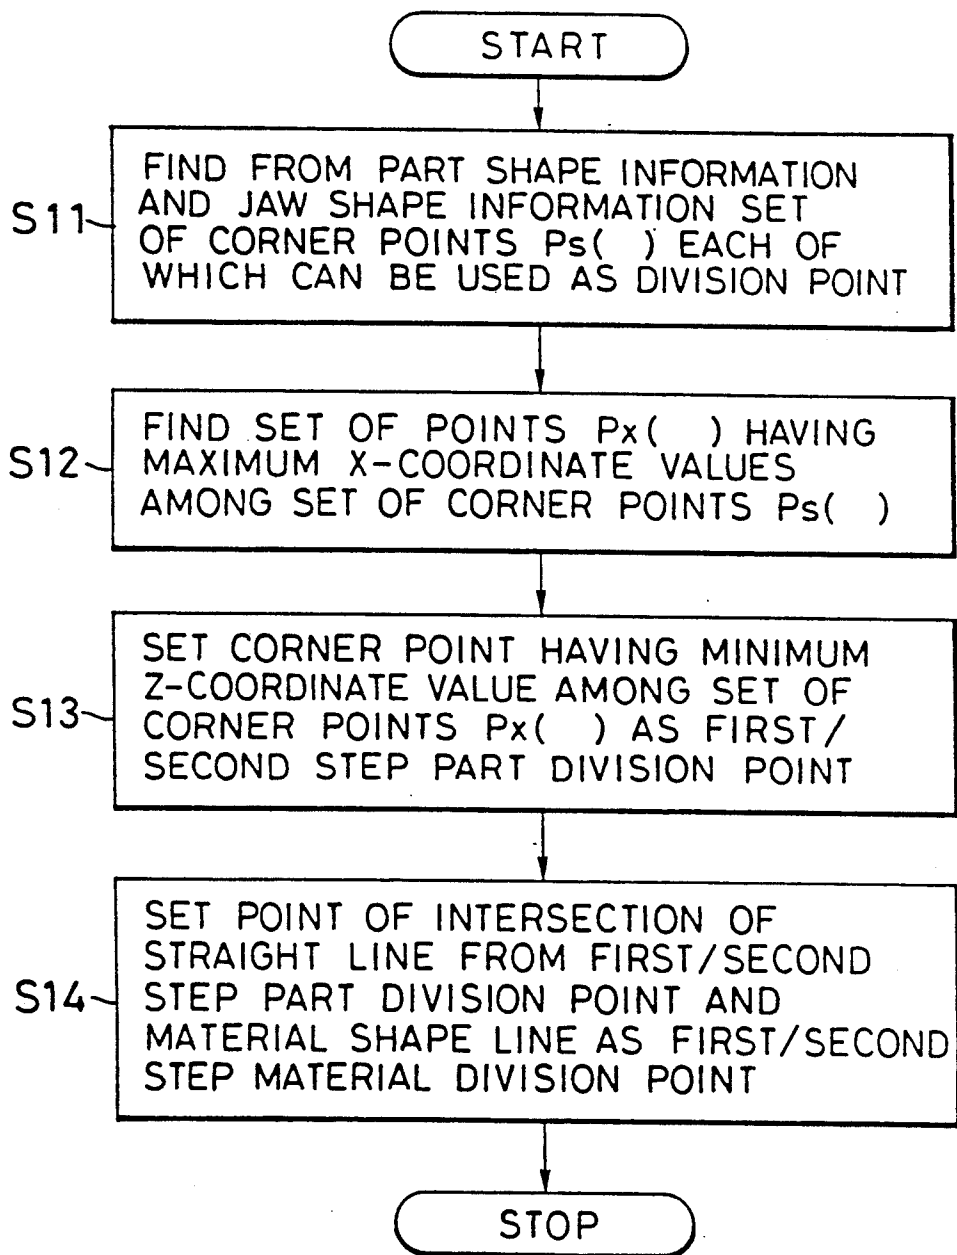 START
FIND FROM PART SHAPE INFORMATION
AND JAW SHAPE INFORMATION SET
S11
OF CORNER POINTS Ps( ) EACH OF
WHICH CAN BE USED AS DIVISION POINT
FIND SET OF POINTS Px( ) HAVING
S12
MAXIMUM X-COORDINATE VALUES
AMONG SET OF CORNER POINTS Ps( )
SET CORNER POINT HAVING MINIMUM
Z-COORDINATE VALUE AMONG SET OF
S13
CORNER POINTS Px( ) AS FIRST/
SECOND STEP PART DIVISION POINT
SET POINT OF INTERSECTION OF
STRAIGHT LINE FROM FIRST/SECOND
S14
STEP PART DIVISION POINT AND
MATERIAL SHAPE LINE AS FIRST/SECOND
STEP MATERIAL DIVISION POINT
STOP